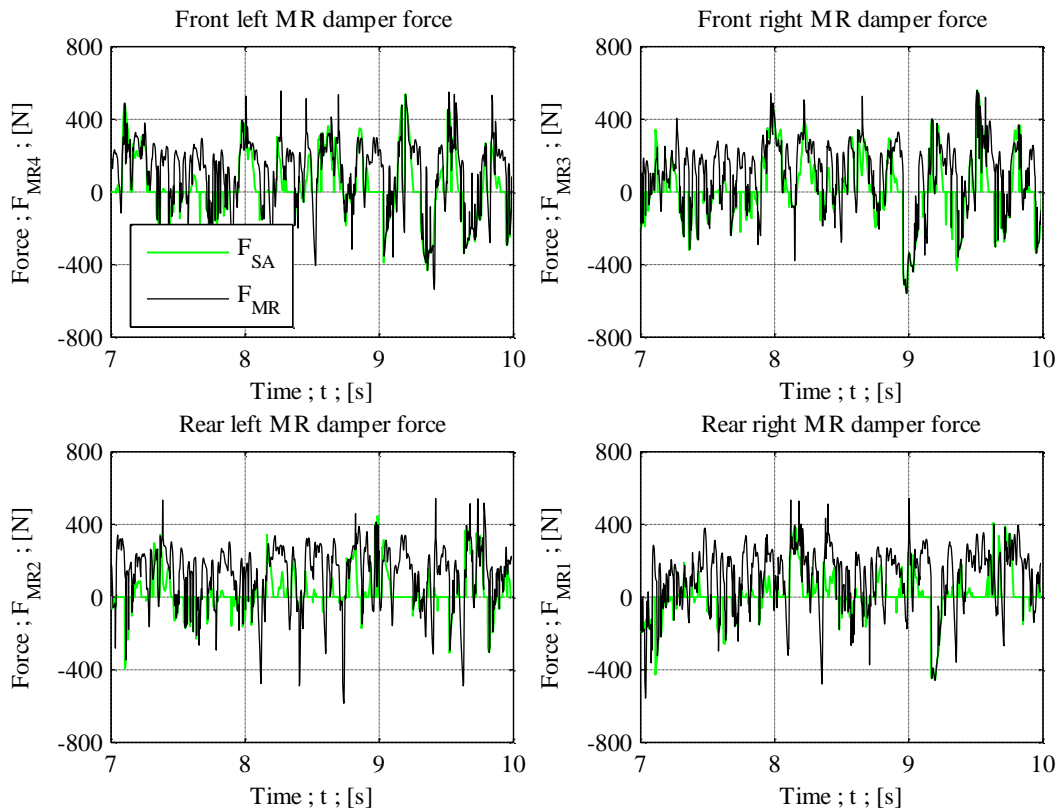 Front left MR damper force
Force ; F_MR4 ; [N]
800
400
0
-400
-800
F_SA
F_MR
7 8 9 10
Time ; t ; [s]
Front right MR damper force
Force ; F_MR3 ; [N]
800
400
0
-400
-800
7 8 9 10
Time ; t ; [s]
Rear left MR damper force
Force ; F_MR2 ; [N]
800
400
0
-400
-800
7 8 9 10
Time ; t ; [s]
Rear right MR damper force
Force ; F_MR1 ; [N]
800
400
0
-400
-800
7 8 9 10
Time ; t ; [s]